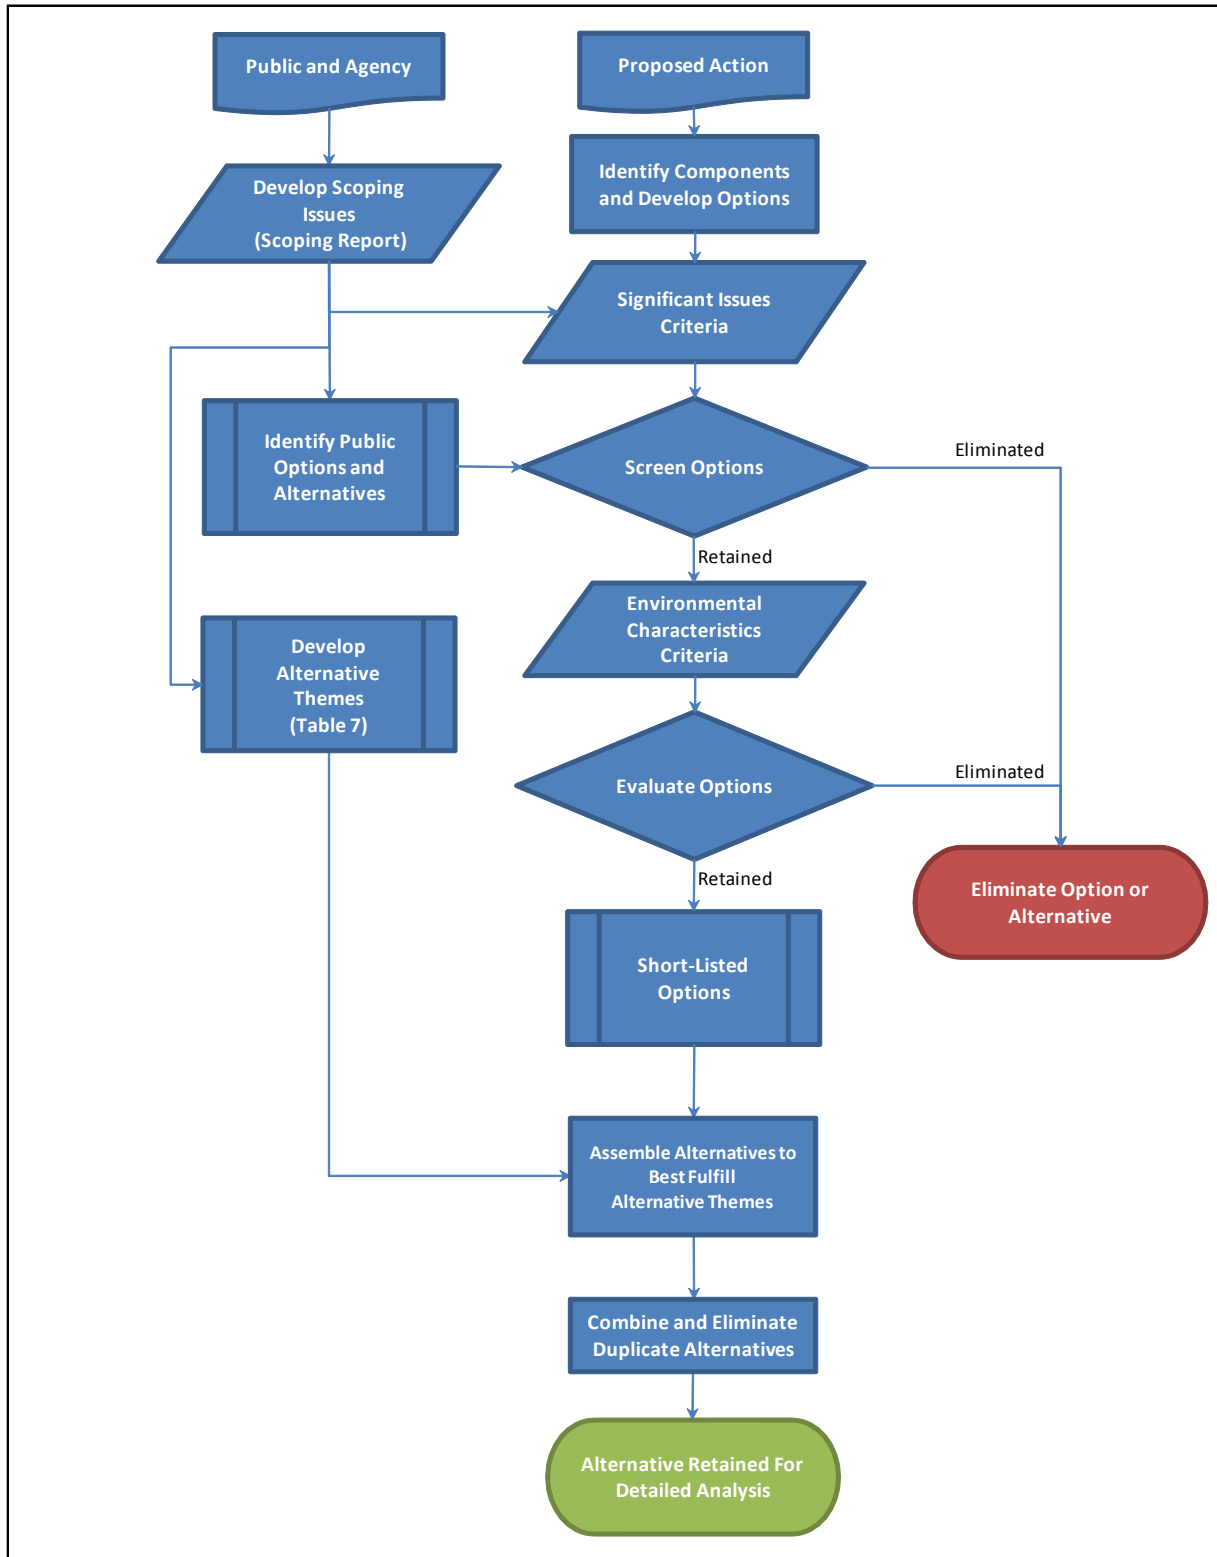 Public and Agency
Proposed Action
Identify Components
and Develop Options
Develop Scoping
Issues
(Scoping Report)
Significant Issues
Criteria
Identify Public
Options and
Alternatives
Screen Options
Eliminated
Retained
Environmental
Characteristics
Criteria
Develop
Alternative
Themes
(Table 7)
Evaluate Options
Eliminated
Retained
Eliminate Option or
Alternative
Short-Listed
Options
Assemble Alternatives to
Best Fulfill
Alternative Themes
Combine and Eliminate
Duplicate Alternatives
Alternative Retained For
Detailed Analysis